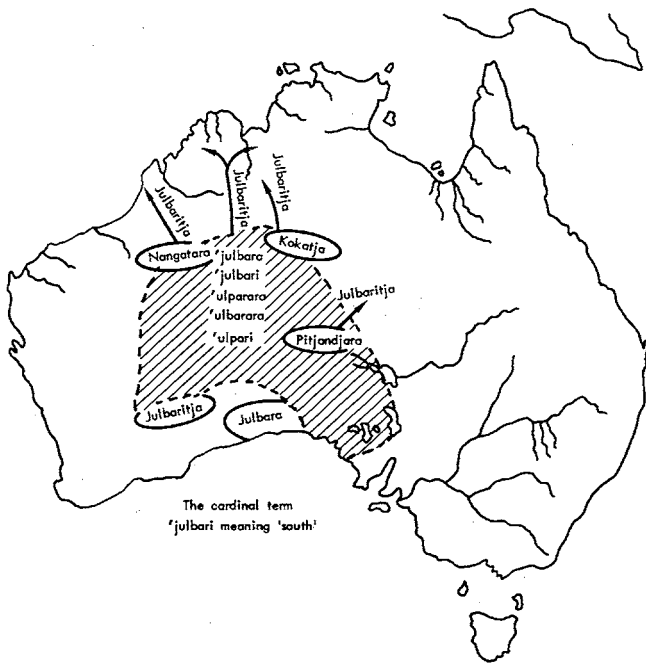 Julbaritja
Julbaritja
Julbaritja
Nangatara
'julbara
Kokatja
'julbari
'ulparara
'ulbarara
'ulpari
Julbaritja
Pitjandjara
Julbaritja
Julbara
The cardinal term
'julbari meaning 'south'